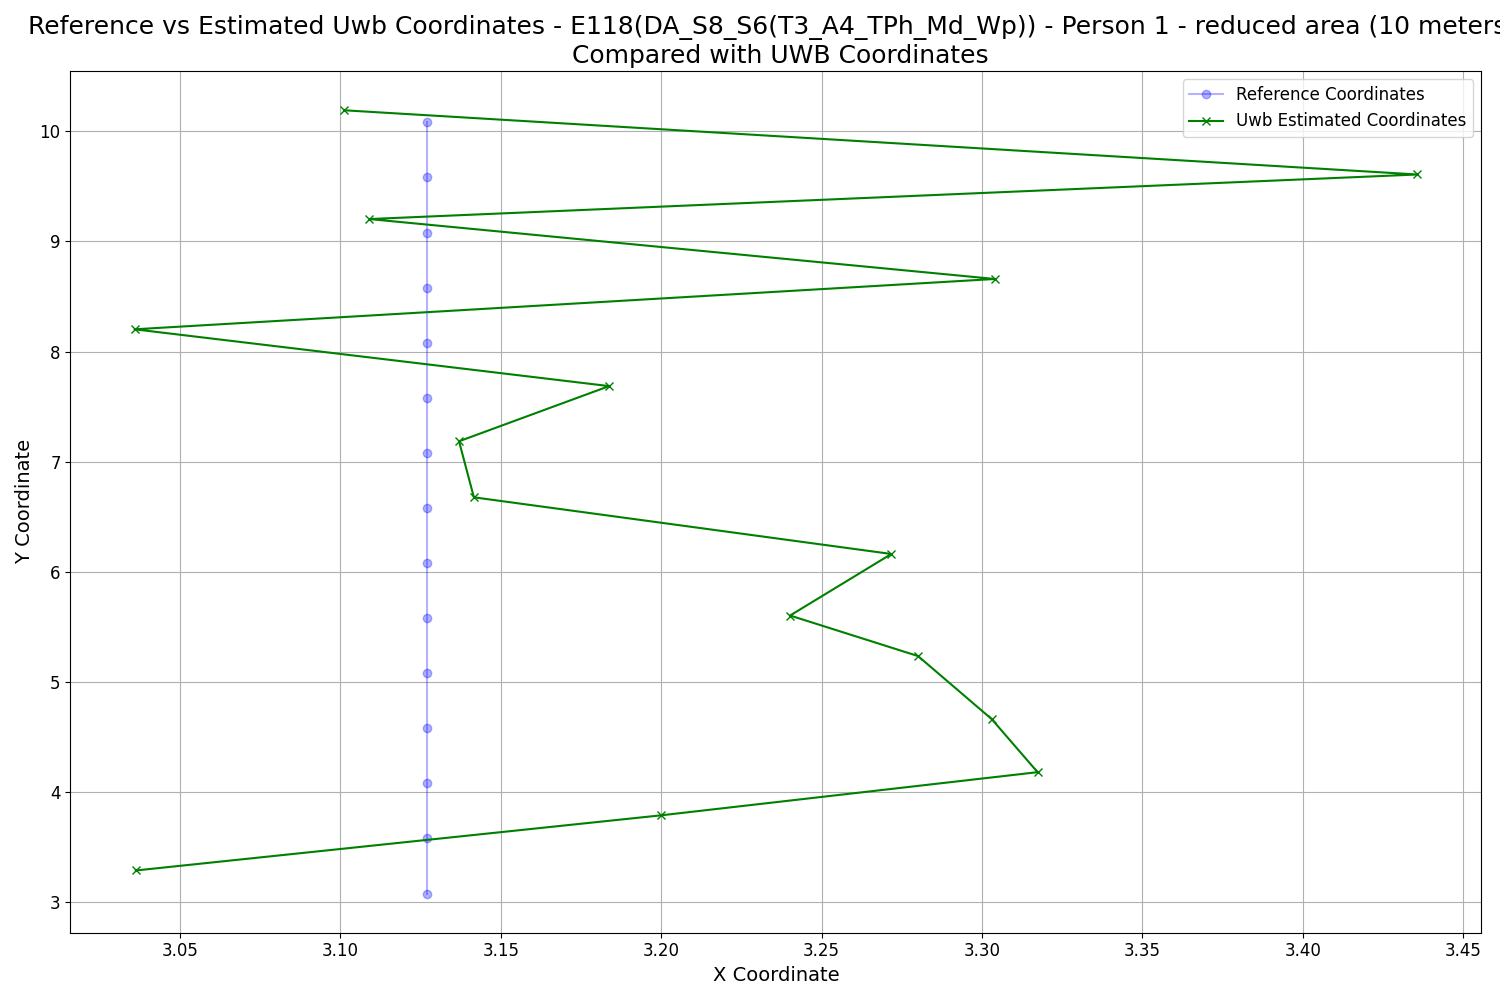 Reference vs Estimated Uwb Coordinates - E118(DA_S8_S6(T3_A4_TPh_Md_Wp)) - Person 1 - reduced area (10 meters
Compared with UWB Coordinates
Reference Coordinates
Uwb Estimated Coordinates
Y Coordinate
10
9
8
7
6
5
4
3
3.05 3.10 3.15 3.20 3.25 3.30 3.35 3.40 3.45
X Coordinate